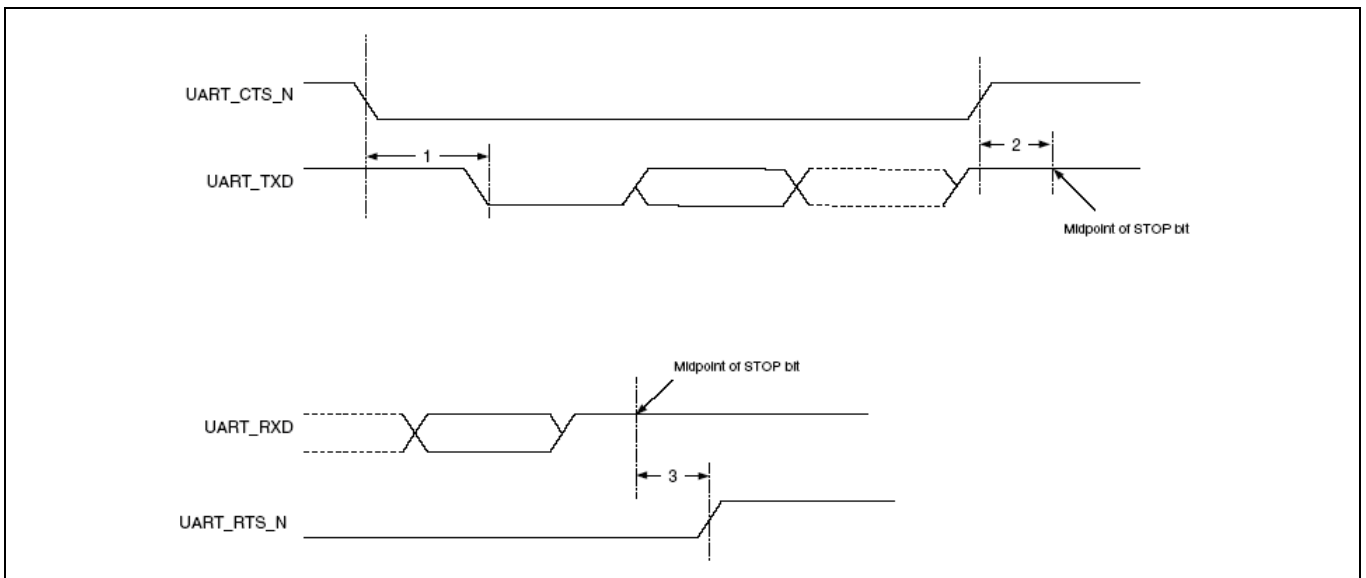 UART_CTS_N
1
2
UART_TXD
Midpoint of STOP bit
Midpoint of STOP bit
UART_RXD
3
UART_RTS_N